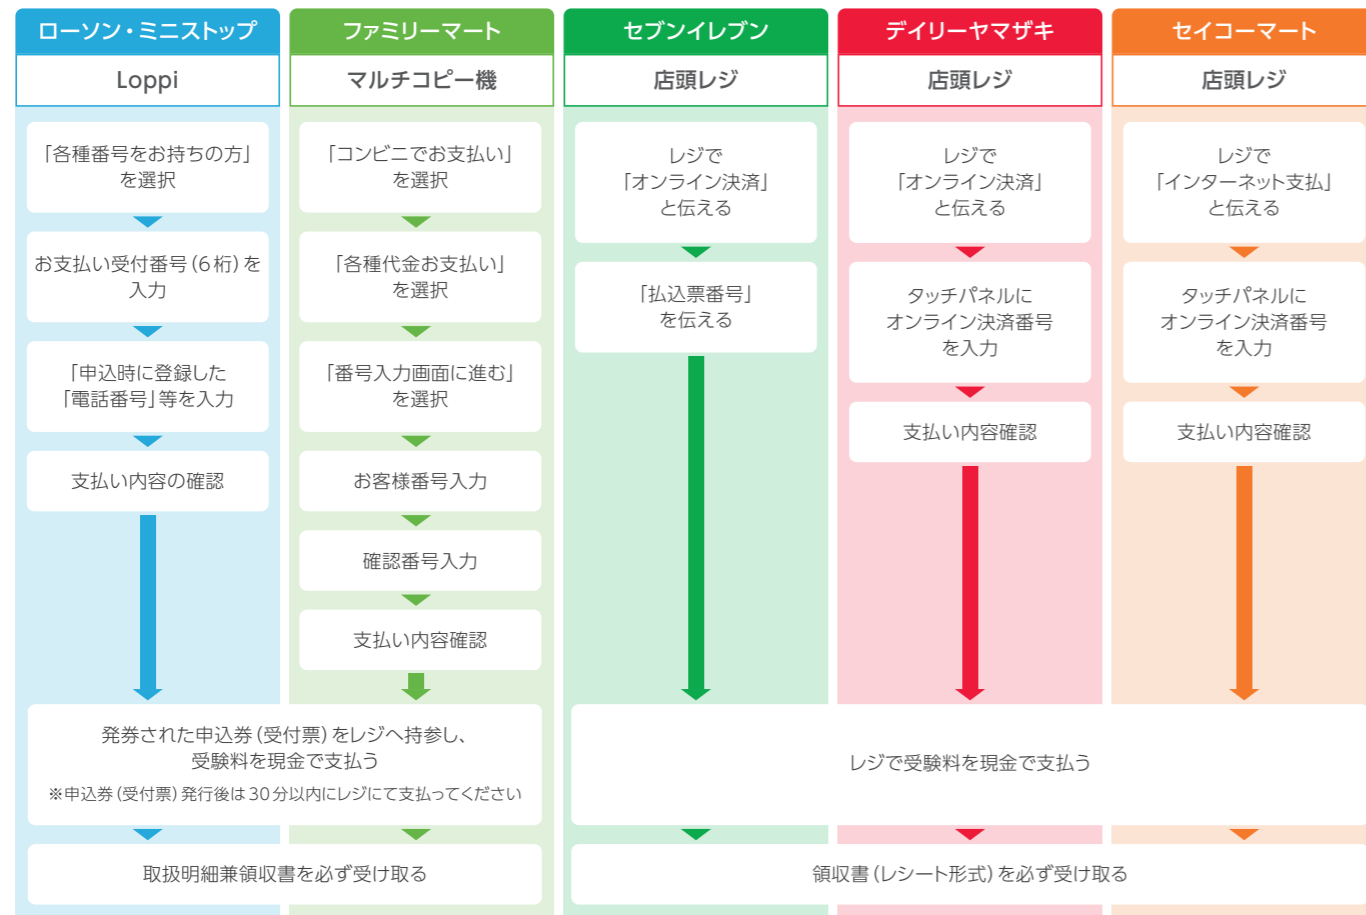 ローソン・ミニストップ
Loppi
「各種番号をお持ちの方」
を選択
お支払い受付番号(6桁)を
入力
「申込時に登録した
「電話番号」等を入力
支払い内容の確認
ファミリーマート
マルチコピー機
「コンビニでお支払い」
を選択
「各種代金お支払い」
を選択
「番号入力画面に進む」
を選択
お客様番号入力
確認番号入力
支払い内容確認
発券された申込券(受付票)をレジへ持参し、
受験料を現金で支払う
※申込券(受付票)発行後は30分以内にレジにて支払ってください
取扱明細兼領収書を必ず受け取る
セブンイレブン
店頭レジ
レジで
「オンライン決済」
と伝える
「払込票番号」
を伝える
デイリーヤマザキ
店頭レジ
レジで
「オンライン決済」
と伝える
タッチパネルに
オンライン決済番号
を入力
支払い内容確認
セイコーマート
店頭レジ
レジで
「インターネット支払」
と伝える
タッチパネルに
オンライン決済番号
を入力
支払い内容確認
レジで受験料を現金で支払う
領収書(レシート形式)を必ず受け取る